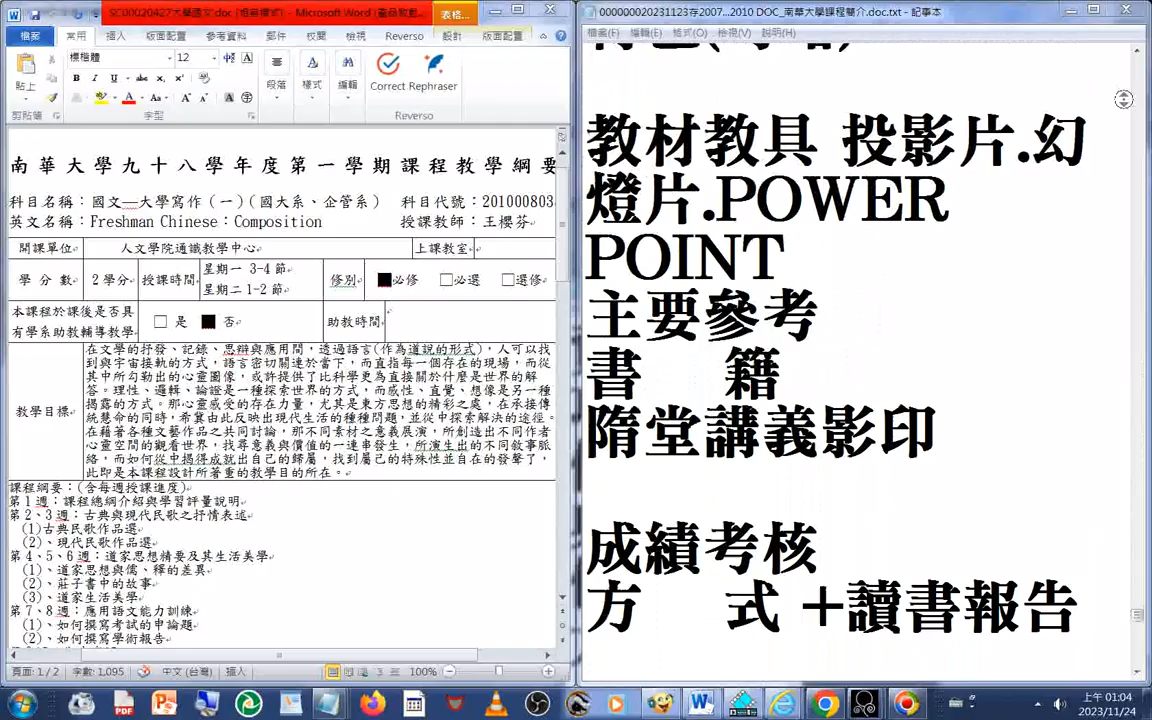 SC00020427大學國文.doc [相容模式] - Microsoft Word (產品啟動...
表格...
檔案 常用 插入 版面配置 參考資料 郵件 校閱 檢視 Reverso 設計 版面配置
標楷體 12
貼上 段落 樣式 編輯 Correct Rephraser
剪貼簿 字型 Reverso
南華大學九十八學年度第一學期課程教學綱要
科目名稱：國文—大學寫作(一)(國大系、企管系) 科目代號：201000803
英文名稱：Freshman Chinese：Composition 授課教師：王櫻芬
開課單位 人文學院通識教學中心 上課教室
學 分 數 2學分 授課時間 星期一 3-4節 修別 ■必修 □必選 □選修
星期二1-2節
本課程於課後是否具 □ 是 ■ 否 助教時間
有學系助教輔導教學
教學目標
在文學的抒發、記錄、思辯與應用間，透過語言(作為道說的形式)，人可以找
到與宇宙接軌的方式，語言密切關連於當下，而直指每一個存在的現場，而從
其中所勾勒出的心靈圖像，或許提供了比科學更為直接關於什麼是世界的解
答。理性、邏輯、論證是一種探索世界的方式，而感性、直覺、想像是另一種
揭露的方式。那心靈感受的存在力量，尤其是東方思想的精彩之處，在承接傳
統慧命的同時，希冀由此反映出現代生活的種種問題，並從中探索解決的途徑。
在藉著各種文藝作品之共同討論，那不同素材之意義展演，所創造出不同作者
心靈空間的觀看世界，找尋意義與價值的一連串發生，所演生出的不同敘事脈
絡，而如何從中揭得成就出自己的歸屬，找到屬己的特殊性並自在的發聲了，
此即是本課程設計所著重的教學目的所在。
課程綱要：(含每週授課進度)
第1週：課程總綱介紹與學習評量說明
第2、3週：古典與現代民歌之抒情表述
(1)古典民歌作品選
(2)、現代民歌作品選
第4、5、6週：道家思想精要及其生活美學
(1)、道家思想與儒、釋的差異
(2)、莊子書中的故事
(3)、道家生活美學
第7、8週：應用語文能力訓練
(1)、如何撰寫考試的申論題
(2)、如何撰寫學術報告
頁面：1/2 字數：1,095 中文(台灣) 插入 100%
000000020231123存2007...2010 DOC_南華大學課程簡介.doc.txt - 記事本
檔案(F) 編輯(E) 格式(O) 檢視(V) 說明(H)
教材教具 投影片.幻
燈片.POWER
POINT
主要參考
書 籍
隋堂講義影印
成績考核
方 式 +讀書報告
上午 01:04
2023/11/24